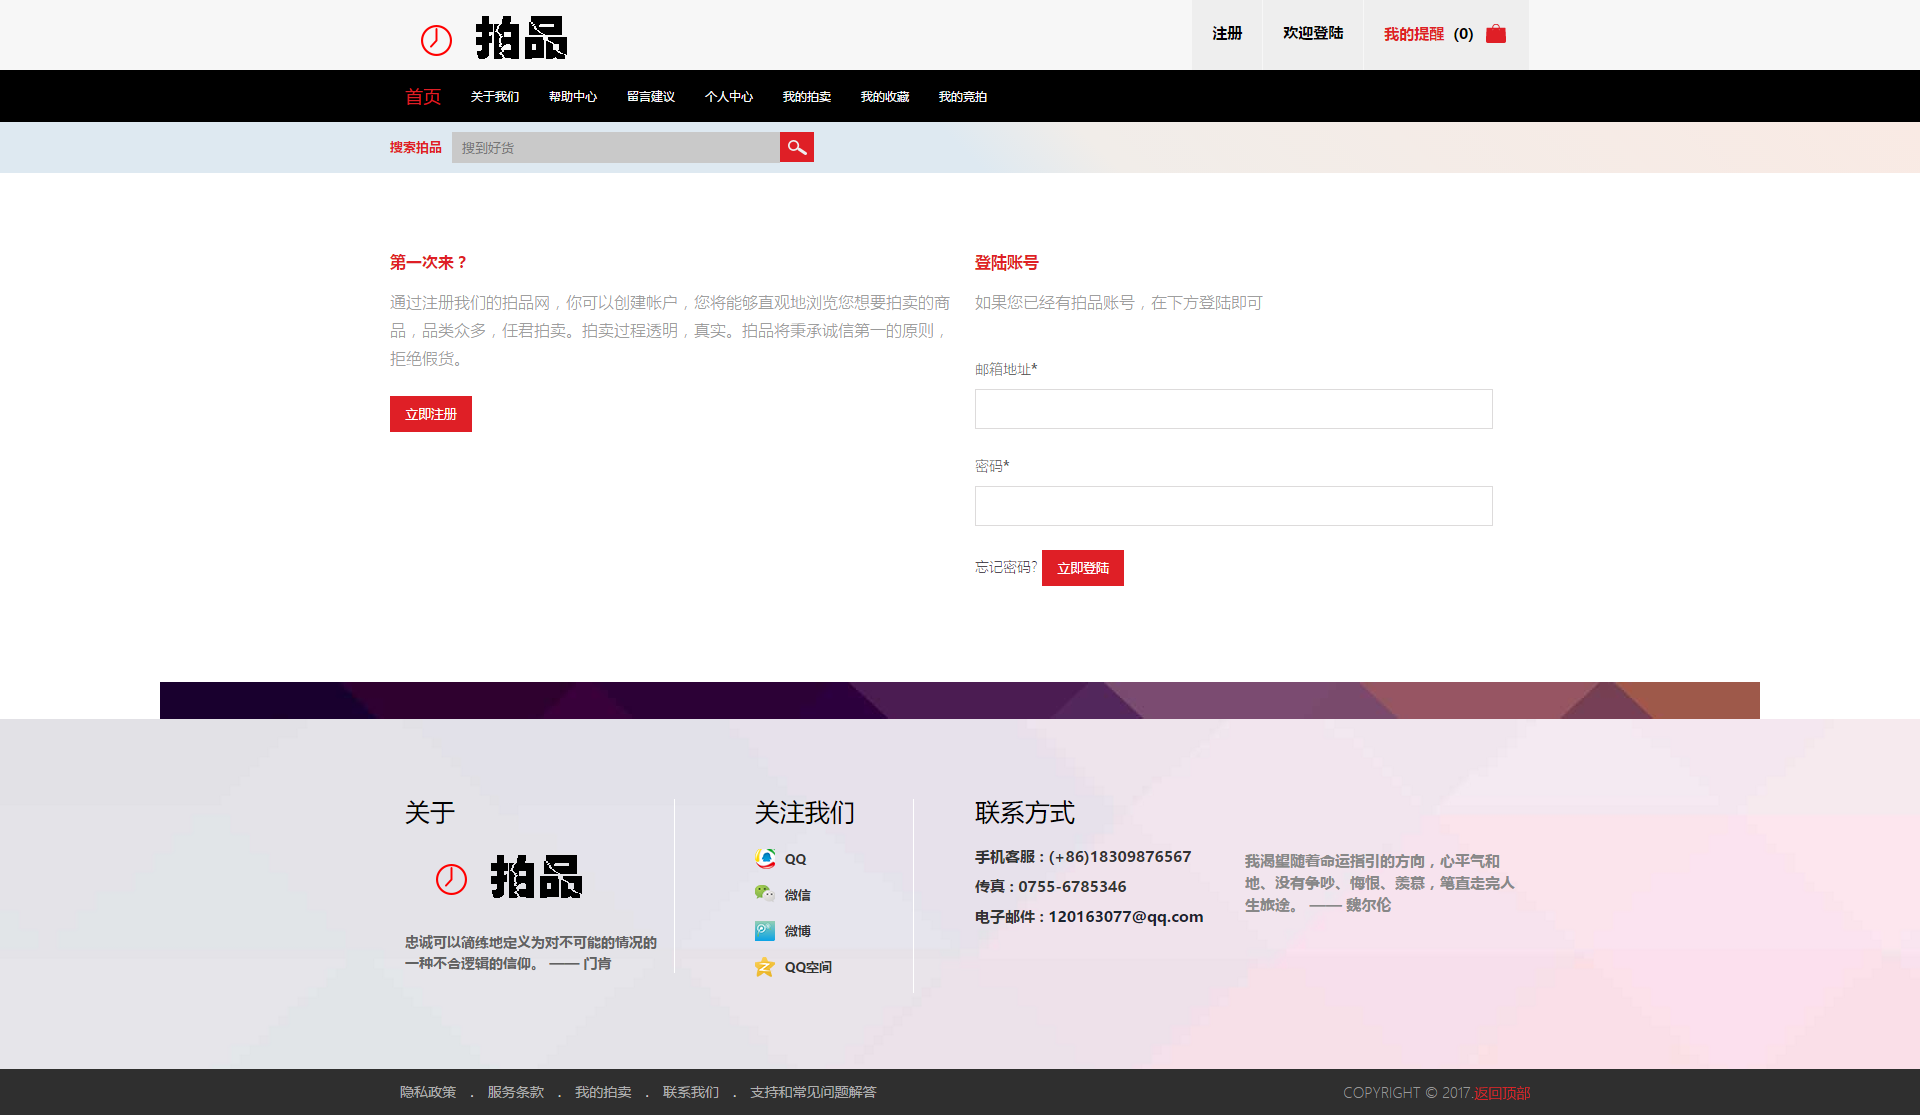 拍品
注册
欢迎登陆
我的提醒 (0)
首页 关于我们 帮助中心 留言建议 个人中心 我的拍卖 我的收藏 我的竞拍
搜索拍品 搜到好货
第一次来？
通过注册我们的拍品网，你可以创建帐户，您将能够直观地浏览您想要拍卖的商
品，品类众多，任君拍卖。拍卖过程透明，真实。拍品将秉承诚信第一的原则，
拒绝假货。
立即注册
登陆账号
如果您已经有拍品账号，在下方登陆即可
邮箱地址*
密码*
忘记密码? 立即登陆
关于
拍品
忠诚可以简练地定义为对不可能的情况的
一种不合逻辑的信仰。 —— 门肯
关注我们
QQ
微信
微博
QQ空间
联系方式
手机客服 : (+86)18309876567
传真 : 0755-6785346
电子邮件 : 120163077@qq.com
我渴望随着命运指引的方向，心平气和
地、没有争吵、悔恨、羡慕，笔直走完人
生旅途。 —— 魏尔伦
隐私政策 . 服务条款 . 我的拍卖 . 联系我们 . 支持和常见问题解答
COPYRIGHT © 2017.返回顶部